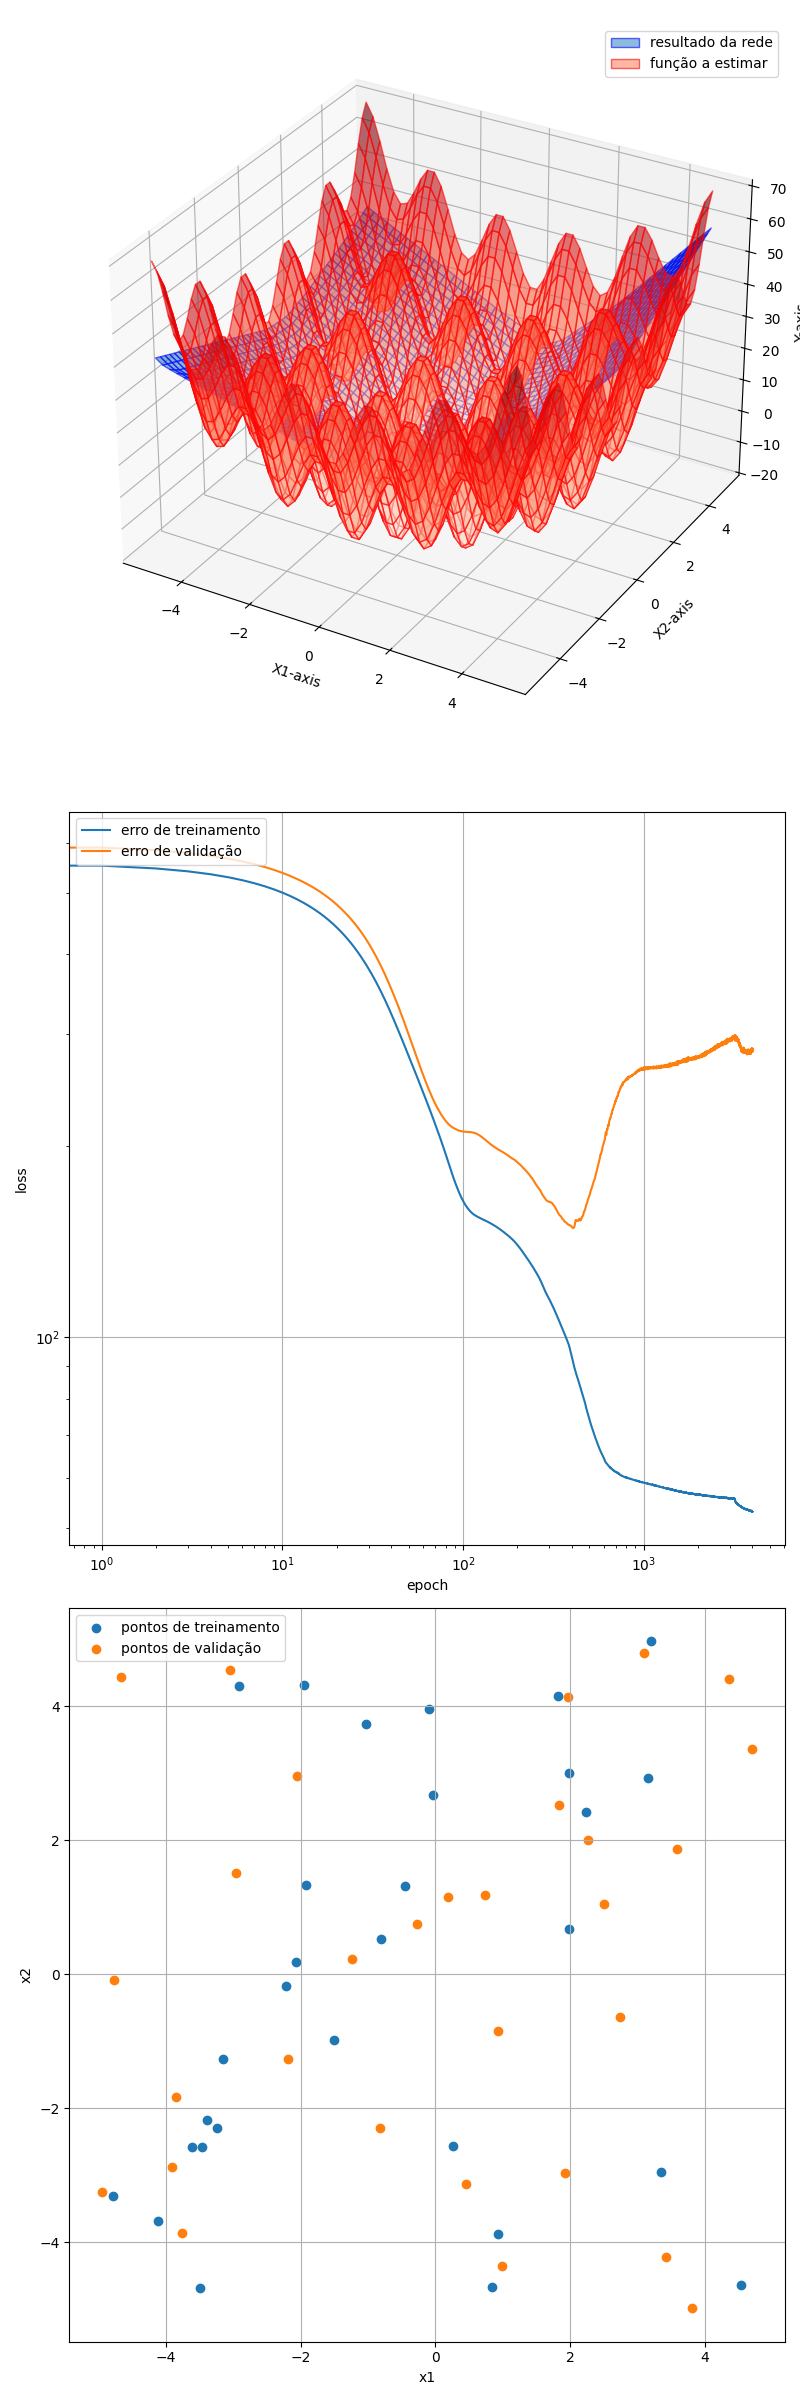 resultado da rede
função a estimar
70
60
50
40
30
20
10
0
−10
−20
−4
−2
0
2
4
X1-axis
−4
−2
0
2
4
X2-axis
erro de treinamento
erro de validação
loss
10²
10⁰
10¹
10²
10³
epoch
pontos de treinamento
pontos de validação
4
2
0
−2
−4
x2
−4
−2
0
2
4
x1